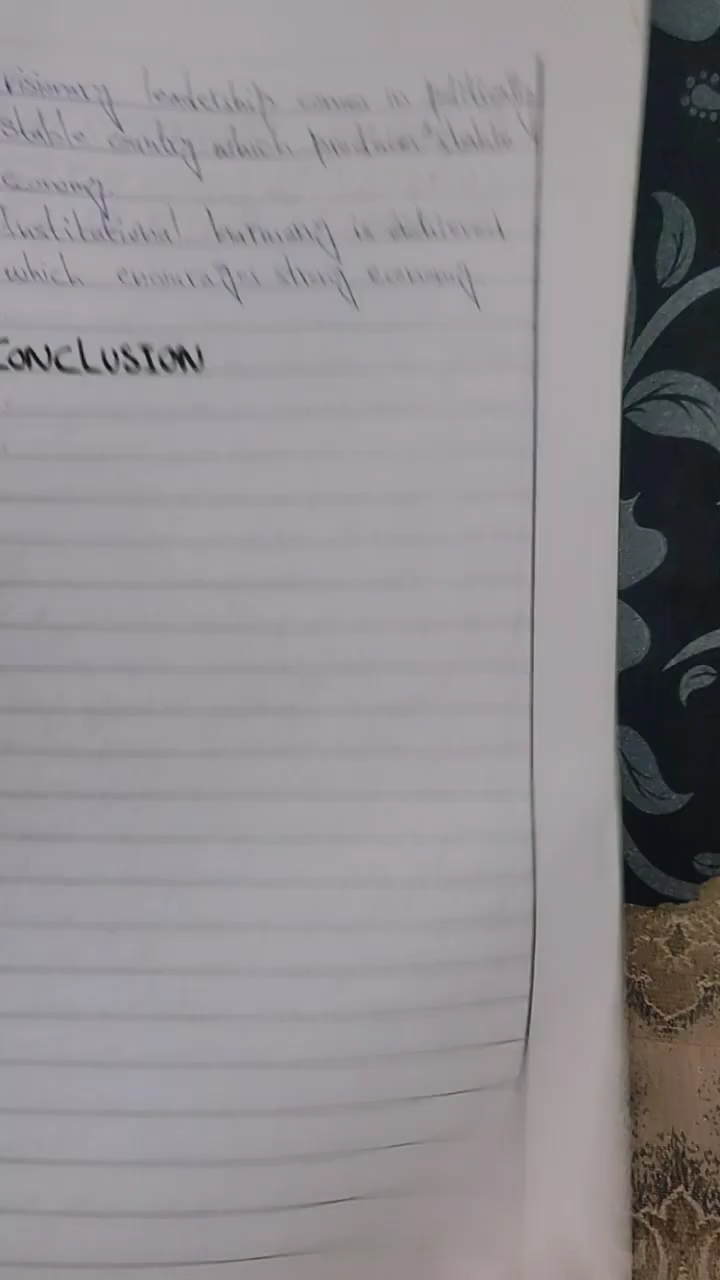 visionary leadership comes in politically
stable country which produces stable
economy.
Institutional harmony is
which encourages strong economy
CONCLUSION